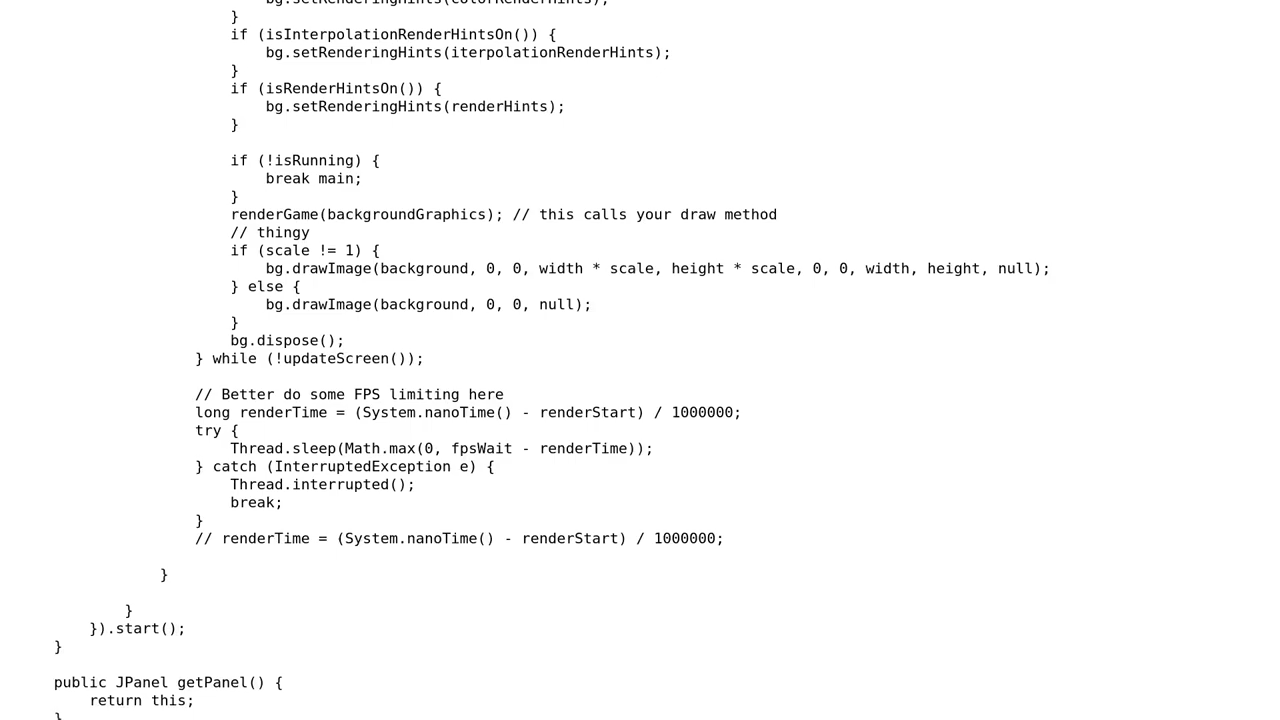 bg.setRenderingHints(colorRenderHints);
}
if (isInterpolationRenderHintsOn()) {
bg.setRenderingHints(iterpolationRenderHints);
}
if (isRenderHintsOn()) {
bg.setRenderingHints(renderHints);
}
if (!isRunning) {
break main;
}
renderGame(backgroundGraphics); // this calls your draw method
// thingy
if (scale != 1) {
bg.drawImage(background, 0, 0, width * scale, height * scale, 0, 0, width, height, null);
} else {
bg.drawImage(background, 0, 0, null);
}
bg.dispose();
} while (!updateScreen());
// Better do some FPS limiting here
long renderTime = (System.nanoTime() - renderStart) / 1000000;
try {
Thread.sleep(Math.max(0, fpsWait - renderTime));
} catch (InterruptedException e) {
Thread.interrupted();
break;
}
// renderTime = (System.nanoTime() - renderStart) / 1000000;
}
}
}).start();
}
public JPanel getPanel() {
return this;
}